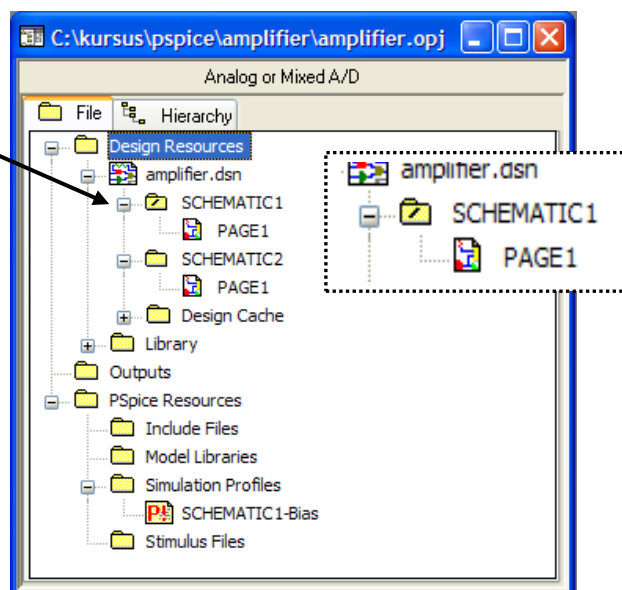 C:\kursus\pspice\amplifier\amplifier.opj
Analog or Mixed A/D
File Hierarchy
Design Resources
amplifier.dsn
SCHEMATIC1
PAGE1
SCHEMATIC2
PAGE1
Design Cache
Library
Outputs
PSpice Resources
Include Files
Model Libraries
Simulation Profiles
SCHEMATIC1-Bias
Stimulus Files
amplifier.dsn
SCHEMATIC1
PAGE1